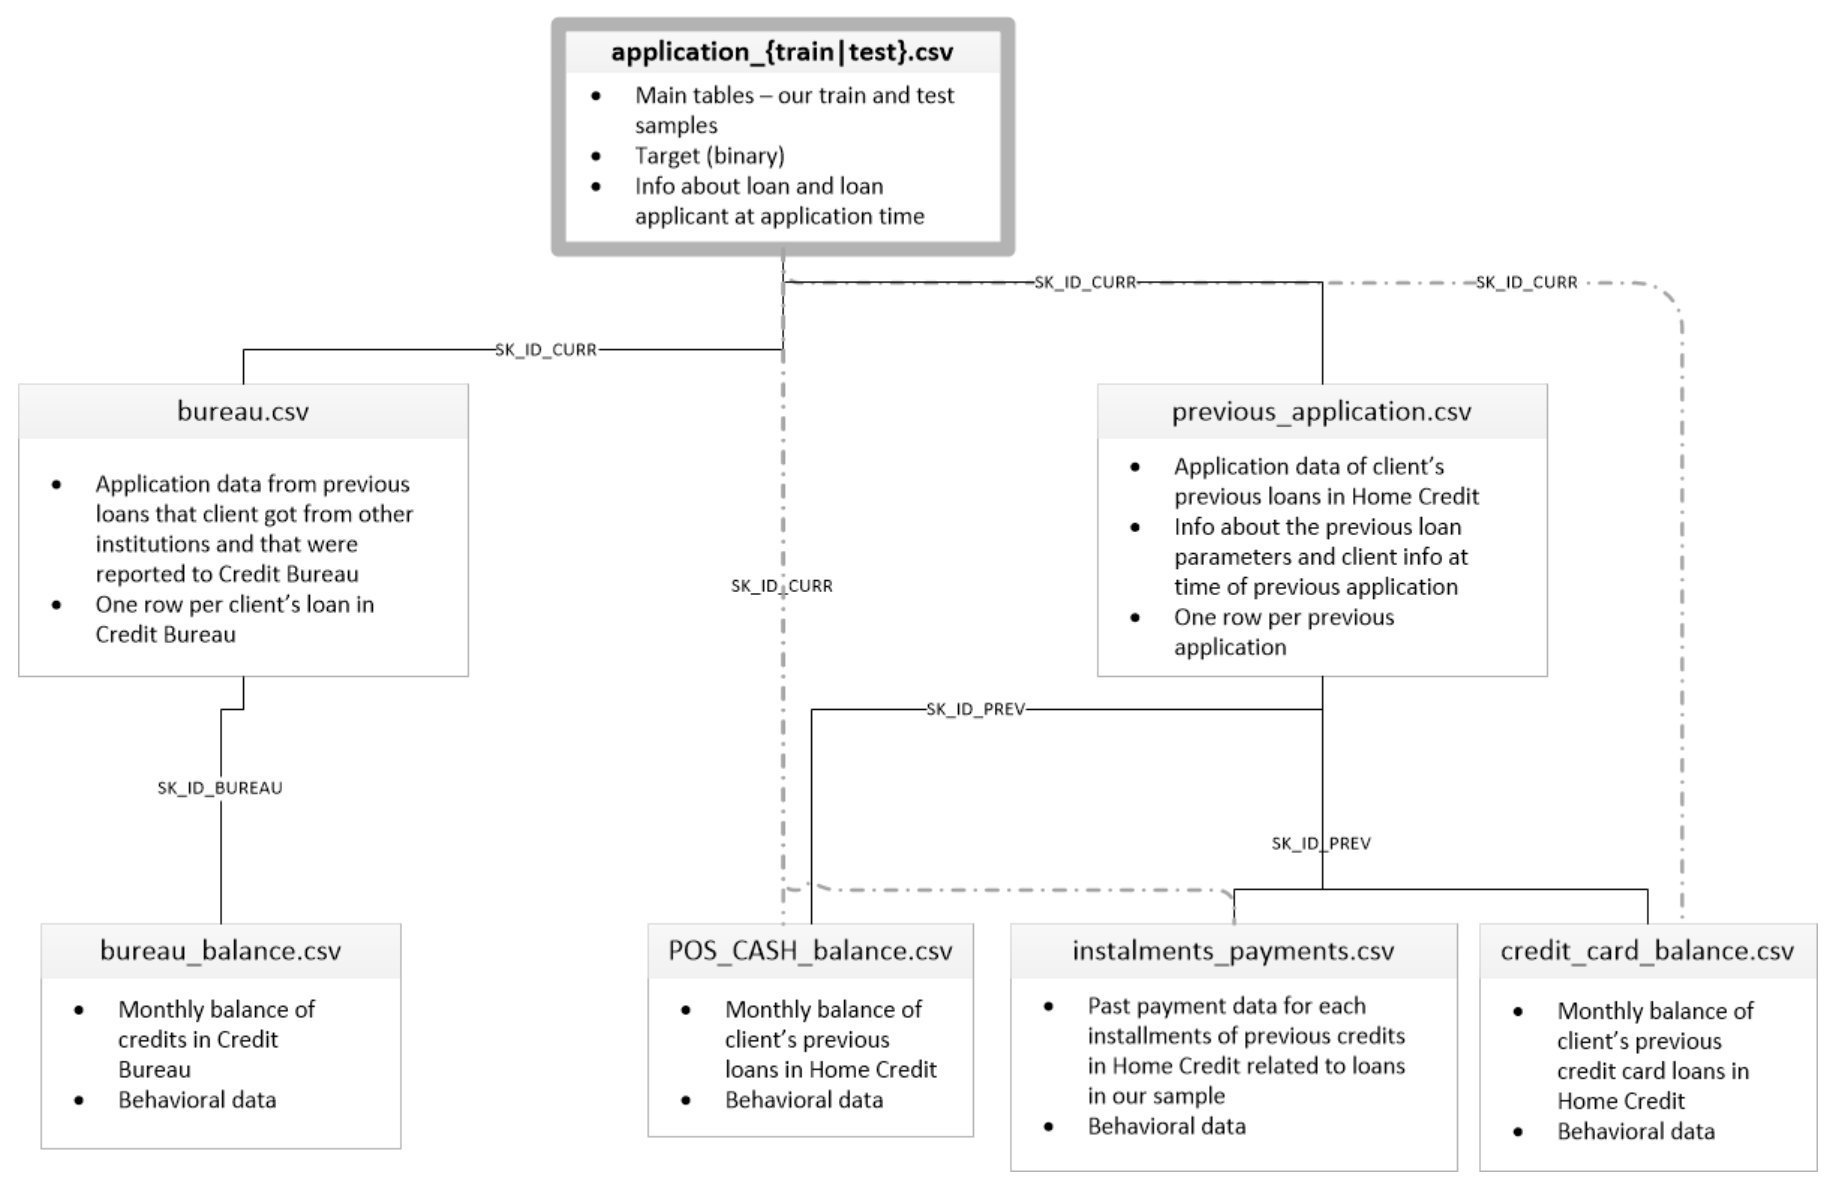 application_{train|test}.csv
• Main tables – our train and test
samples
• Target (binary)
• Info about loan and loan
applicant at application time
SK_ID_CURR
SK_ID_CURR
SK_ID_CURR
bureau.csv
• Application data from previous
loans that client got from other
institutions and that were
reported to Credit Bureau
• One row per client’s loan in
Credit Bureau
previous_application.csv
• Application data of client’s
previous loans in Home Credit
• Info about the previous loan
parameters and client info at
time of previous application
• One row per previous
application
SK_ID_CURR
SK_ID_PREV
SK_ID_BUREAU
SK_ID_PREV
bureau_balance.csv
• Monthly balance of
credits in Credit
Bureau
• Behavioral data
POS_CASH_balance.csv
• Monthly balance of
client’s previous
loans in Home Credit
• Behavioral data
instalments_payments.csv
• Past payment data for each
installments of previous credits
in Home Credit related to loans
in our sample
• Behavioral data
credit_card_balance.csv
• Monthly balance of
client’s previous
credit card loans in
Home Credit
• Behavioral data